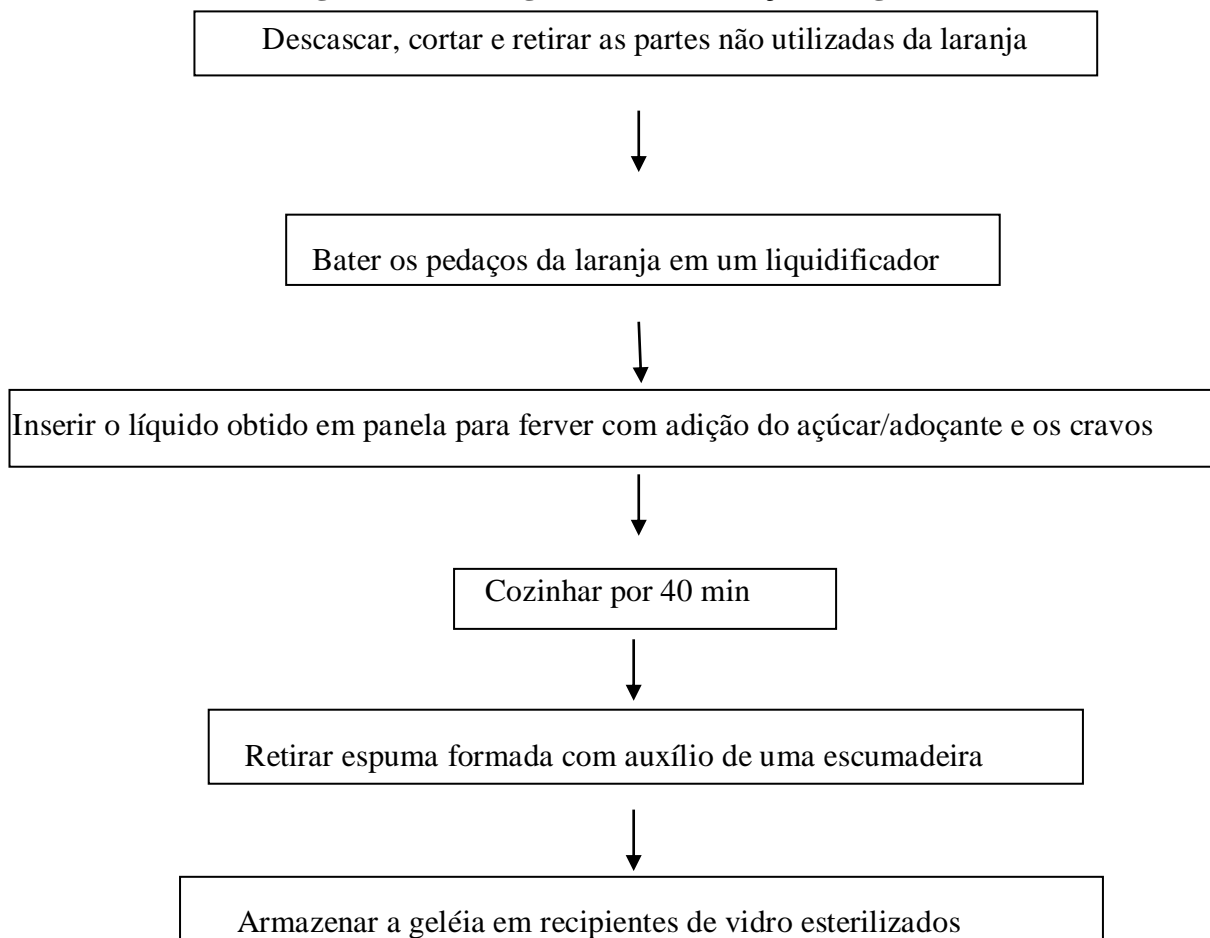 Descascar, cortar e retirar as partes não utilizadas da laranja
Bater os pedaços da laranja em um liquidificador
Inserir o líquido obtido em panela para ferver com adição do açúcar/adoçante e os cravos
Cozinhar por 40 min
Retirar espuma formada com auxílio de uma escumadeira
Armazenar a geléia em recipientes de vidro esterilizados